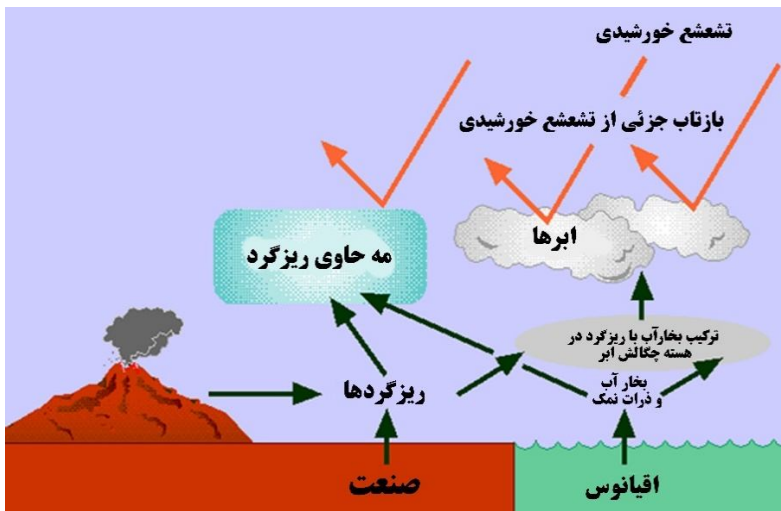 تشعشع خورشیدی
بازتاب جزئی از تشعشع خورشیدی
ابرها
مه حاوی ریزگرد
ترکیب بخارآب با ریزگرد در
هسته چگالش ابر
بخار آب
و ذرات نمک
ریزگردها
صنعت
اقیانوس